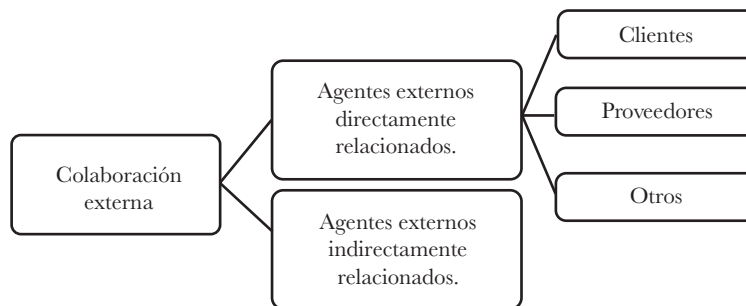 Colaboración
externa
Agentes externos
directamente
relacionados.
Agentes externos
indirectamente
relacionados.
Clientes
Proveedores
Otros